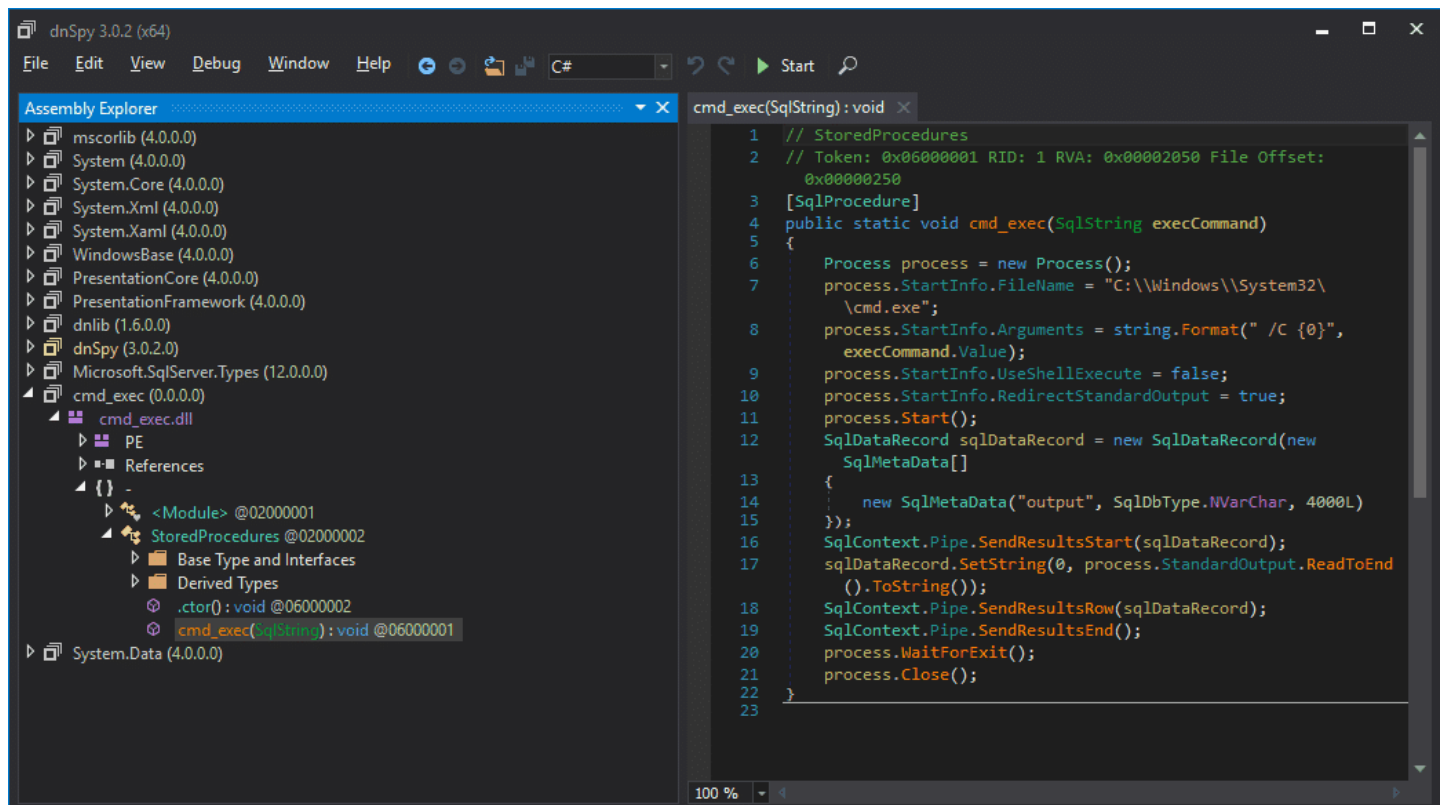 dnSpy 3.0.2 (x64)
File Edit View Debug Window Help C# Start
Assembly Explorer
mscorlib (4.0.0.0)
System (4.0.0.0)
System.Core (4.0.0.0)
System.Xml (4.0.0.0)
System.Xaml (4.0.0.0)
WindowsBase (4.0.0.0)
PresentationCore (4.0.0.0)
PresentationFramework (4.0.0.0)
dnlib (1.6.0.0)
dnSpy (3.0.2.0)
Microsoft.SqlServer.Types (12.0.0.0)
cmd_exec (0.0.0.0)
cmd_exec.dll
PE
References
{ } -
<Module> @02000001
StoredProcedures @02000002
Base Type and Interfaces
Derived Types
.ctor() : void @06000002
cmd_exec(SqlString) : void @06000001
System.Data (4.0.0.0)
cmd_exec(SqlString) : void
1 // StoredProcedures
2 // Token: 0x06000001 RID: 1 RVA: 0x00002050 File Offset:
0x00000250
3 [SqlProcedure]
4 public static void cmd_exec(SqlString execCommand)
5 {
6 Process process = new Process();
7 process.StartInfo.FileName = "C:\\Windows\\System32\
\cmd.exe";
8 process.StartInfo.Arguments = string.Format(" /C {0}",
execCommand.Value);
9 process.StartInfo.UseShellExecute = false;
10 process.StartInfo.RedirectStandardOutput = true;
11 process.Start();
12 SqlDataRecord sqlDataRecord = new SqlDataRecord(new
SqlMetaData[]
13 {
14 new SqlMetaData("output", SqlDbType.NVarChar, 4000L)
15 });
16 SqlContext.Pipe.SendResultsStart(sqlDataRecord);
17 sqlDataRecord.SetString(0, process.StandardOutput.ReadToEnd
().ToString());
18 SqlContext.Pipe.SendResultsRow(sqlDataRecord);
19 SqlContext.Pipe.SendResultsEnd();
20 process.WaitForExit();
21 process.Close();
22 }
23
100 %